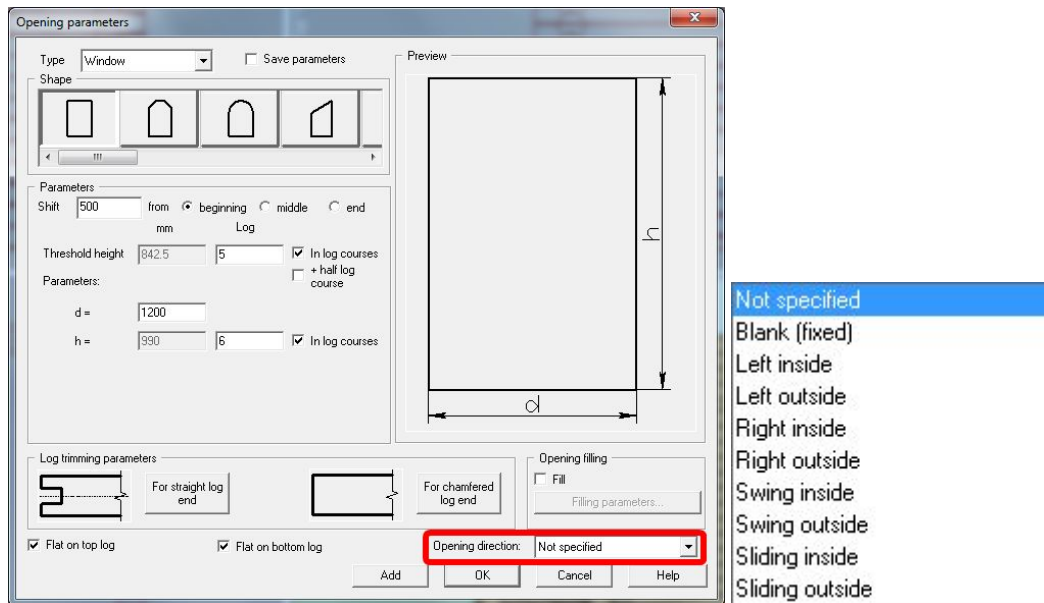 Opening parameters
Type Window Save parameters
Shape
Preview
h
d
Parameters
Shift 500 from beginning middle end
mm Log
Threshold height 842.5 5 In log courses
+ half log
course
Parameters:
d = 1200
h = 990 6 In log courses
Log trimming parameters
For straight log
end
For chamfered
log end
Opening filling
Fill
Filling parameters...
Flat on top log Flat on bottom log Opening direction: Not specified
Add OK Cancel Help
Not specified
Blank (fixed)
Left inside
Left outside
Right inside
Right outside
Swing inside
Swing outside
Sliding inside
Sliding outside